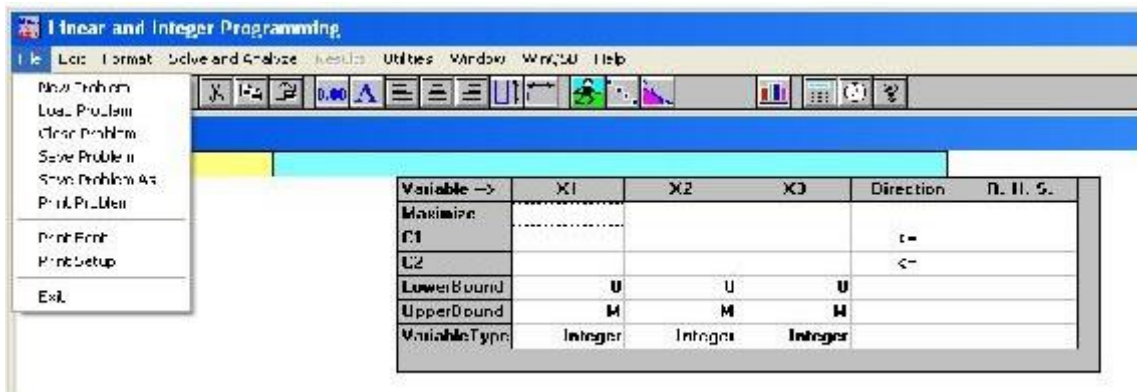 Linear and Integer Programming
File Edit Format Solve and Analyze Results Utilities Window WinQSB Help
New Problem
Load Problem
Close Problem
Save Problem
Save Problem As
Print Problem
Print Font
Print Setup
Exit
0.00 A
Variable --> X1 X2 X3 Direction R. H. S.
Maximize
C1 <=
C2 <=
LowerBound 0 0 0
UpperBound M M M
VariableType Integer Integer Integer